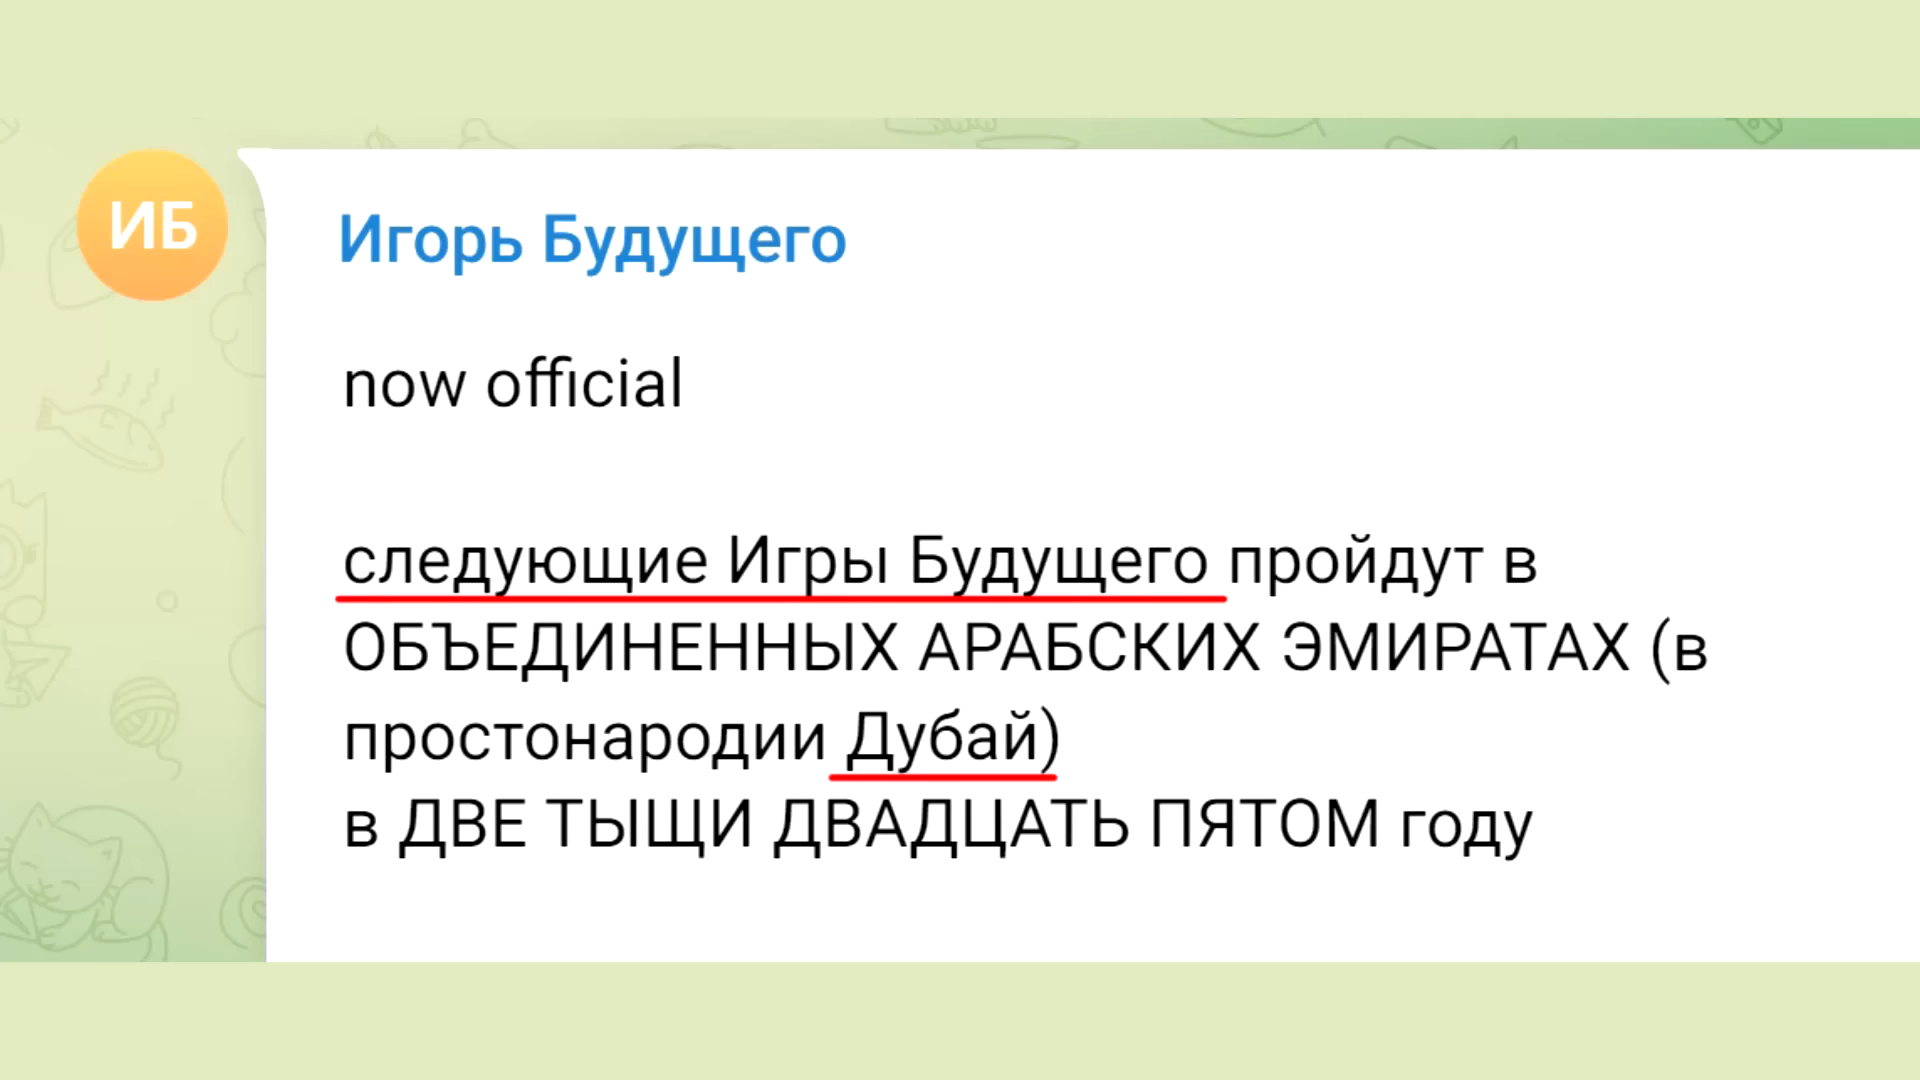 ИБ
Игорь Будущего
now official
следующие Игры Будущего пройдут в
ОБЪЕДИНЕННЫХ АРАБСКИХ ЭМИРАТАХ (в
простонародии Дубай)
в ДВЕ ТЫЩИ ДВАДЦАТЬ ПЯТОМ году